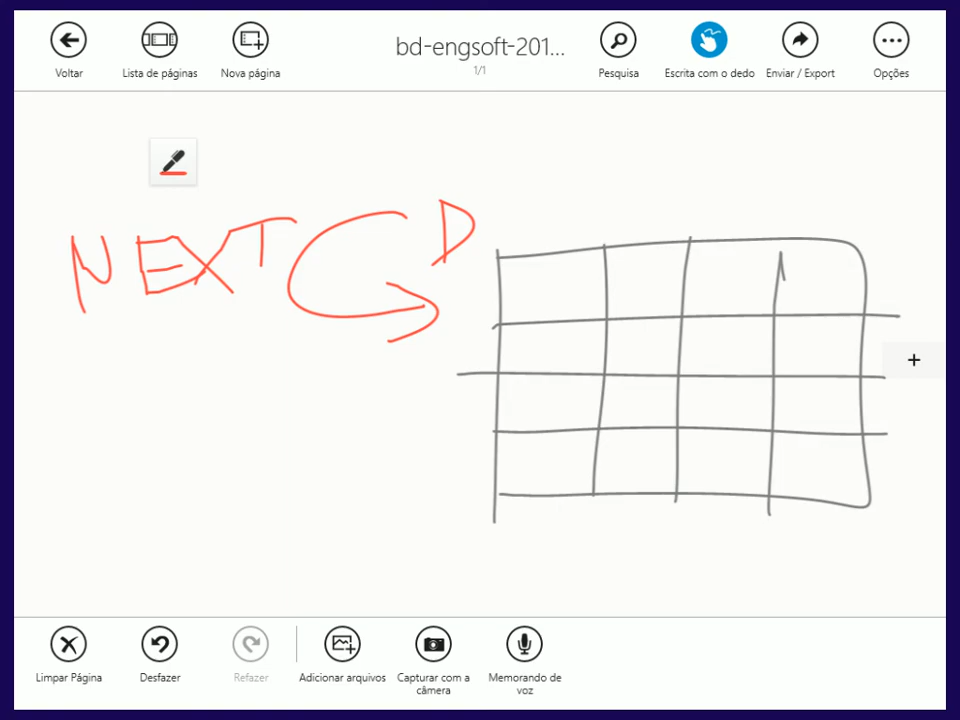 bd-engsoft-201...
1/1
Voltar
Lista de páginas
Nova página
Pesquisa
Escrita com o dedo
Enviar / Export
Opções
NEXT D
Limpar Página
Desfazer
Refazer
Adicionar arquivos
Capturar com a
câmera
Memorando de
voz